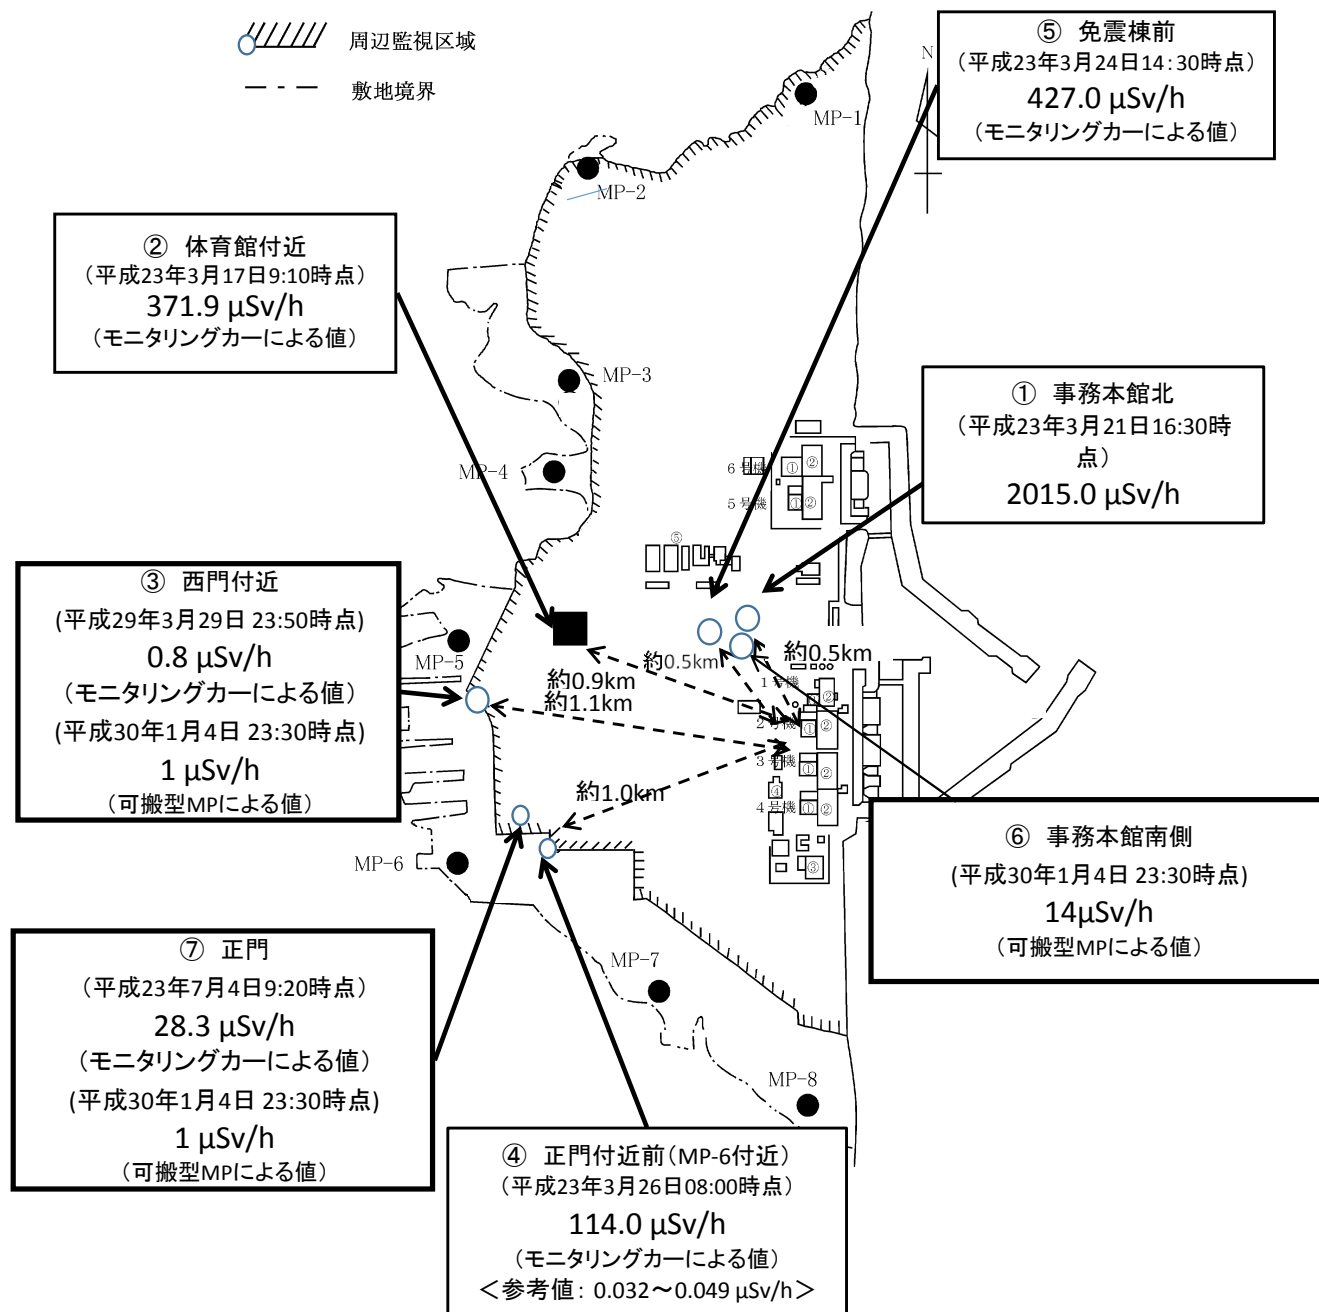 周辺監視区域
敷地境界
⑤ 免震棟前
（平成23年3月24日14：30時点）
427.0 μSv/h
（モニタリングカーによる値）
N
MP-1
MP-2
② 体育館付近
（平成23年3月17日9:10時点）
371.9 μSv/h
（モニタリングカーによる値）
MP-3
① 事務本館北
（平成23年3月21日16:30時
点）
2015.0 μSv/h
MP-4
6号機
①
②
5号機
①
②
⑤
③ 西門付近
(平成29年3月29日 23:50時点)
0.8 μSv/h
（モニタリングカーによる値）
(平成30年1月4日 23:30時点)
1 μSv/h
（可搬型MPによる値）
MP-5
約0.5km
約0.5km
約0.9km
約1.1km
1号機
②
2号機
①
②
3号機
①
②
約1.0km
④
4号機
①
②
③
MP-6
⑥ 事務本館南側
(平成30年1月4日 23:30時点)
14μSv/h
（可搬型MPによる値）
⑦ 正門
（平成23年7月4日9:20時点）
28.3 μSv/h
（モニタリングカーによる値）
(平成30年1月4日 23:30時点)
1 μSv/h
（可搬型MPによる値）
MP-7
MP-8
④ 正門付近前（MP-6付近）
（平成23年3月26日08:00時点）
114.0 μSv/h
（モニタリングカーによる値）
＜参考値：0.032～0.049 μSv/h＞